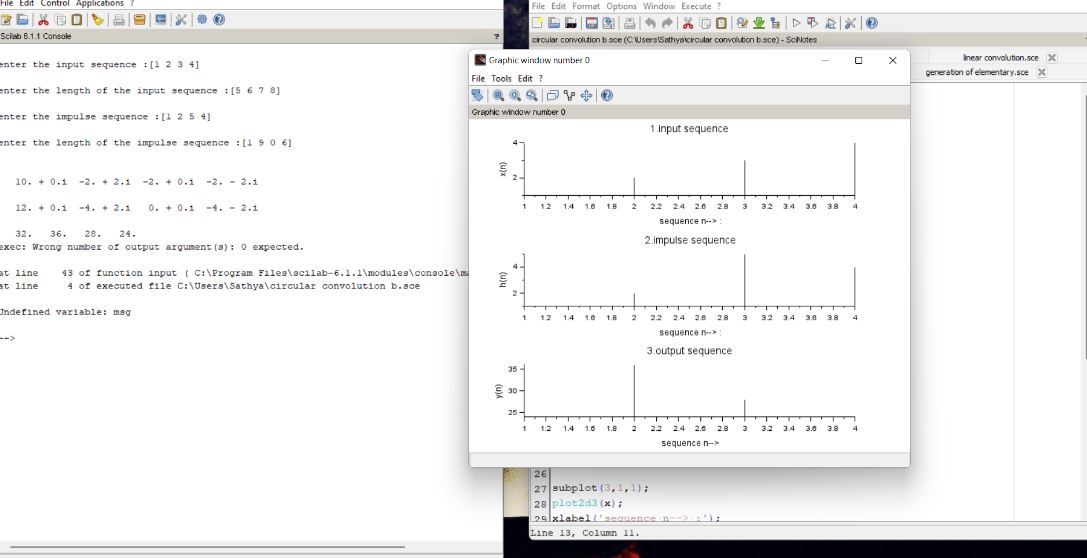 File Edit Control Applications ?
Scilab 6.1.1 Console ?
enter the input sequence :[1 2 3 4]
enter the length of the input sequence :[5 6 7 8]
enter the impulse sequence :[1 2 5 4]
enter the length of the impulse sequence :[1 9 0 6]
10. + 0.i -2. + 2.i -2. + 0.i -2. - 2.i
12. + 0.i -4. + 2.i 0. + 0.i -4. - 2.i
32. 36. 28. 24.
exec: Wrong number of output argument(s): 0 expected.
at line 43 of function input ( C:\Program Files\scilab-6.1.1\modules\console\ma
at line 4 of executed file C:\Users\Sathya\circular convolution b.sce
Undefined variable: msg
-->
File Edit Format Options Window Execute ?
circular convolution b.sce (C:\Users\Sathya\circular convolution b.sce) - SciNotes
linear convolution.sce
generation of elementary.sce
Graphic window number 0
File Tools Edit ?
Graphic window number 0
1.input sequence
x(n)
4
2
1 1.2 1.4 1.6 1.8 2 2.2 2.4 2.6 2.8 3 3.2 3.4 3.6 3.8 4
sequence n--> :
2.impulse sequence
h(n)
4
2
1 1.2 1.4 1.6 1.8 2 2.2 2.4 2.6 2.8 3 3.2 3.4 3.6 3.8 4
sequence n--> :
3.output sequence
y(n)
35
30
25
1 1.2 1.4 1.6 1.8 2 2.2 2.4 2.6 2.8 3 3.2 3.4 3.6 3.8 4
sequence n-->
26
27 subplot(3,1,1);
28 plot2d3(x);
29 xlabel('sequence n--> :');
Line 13, Column 11.